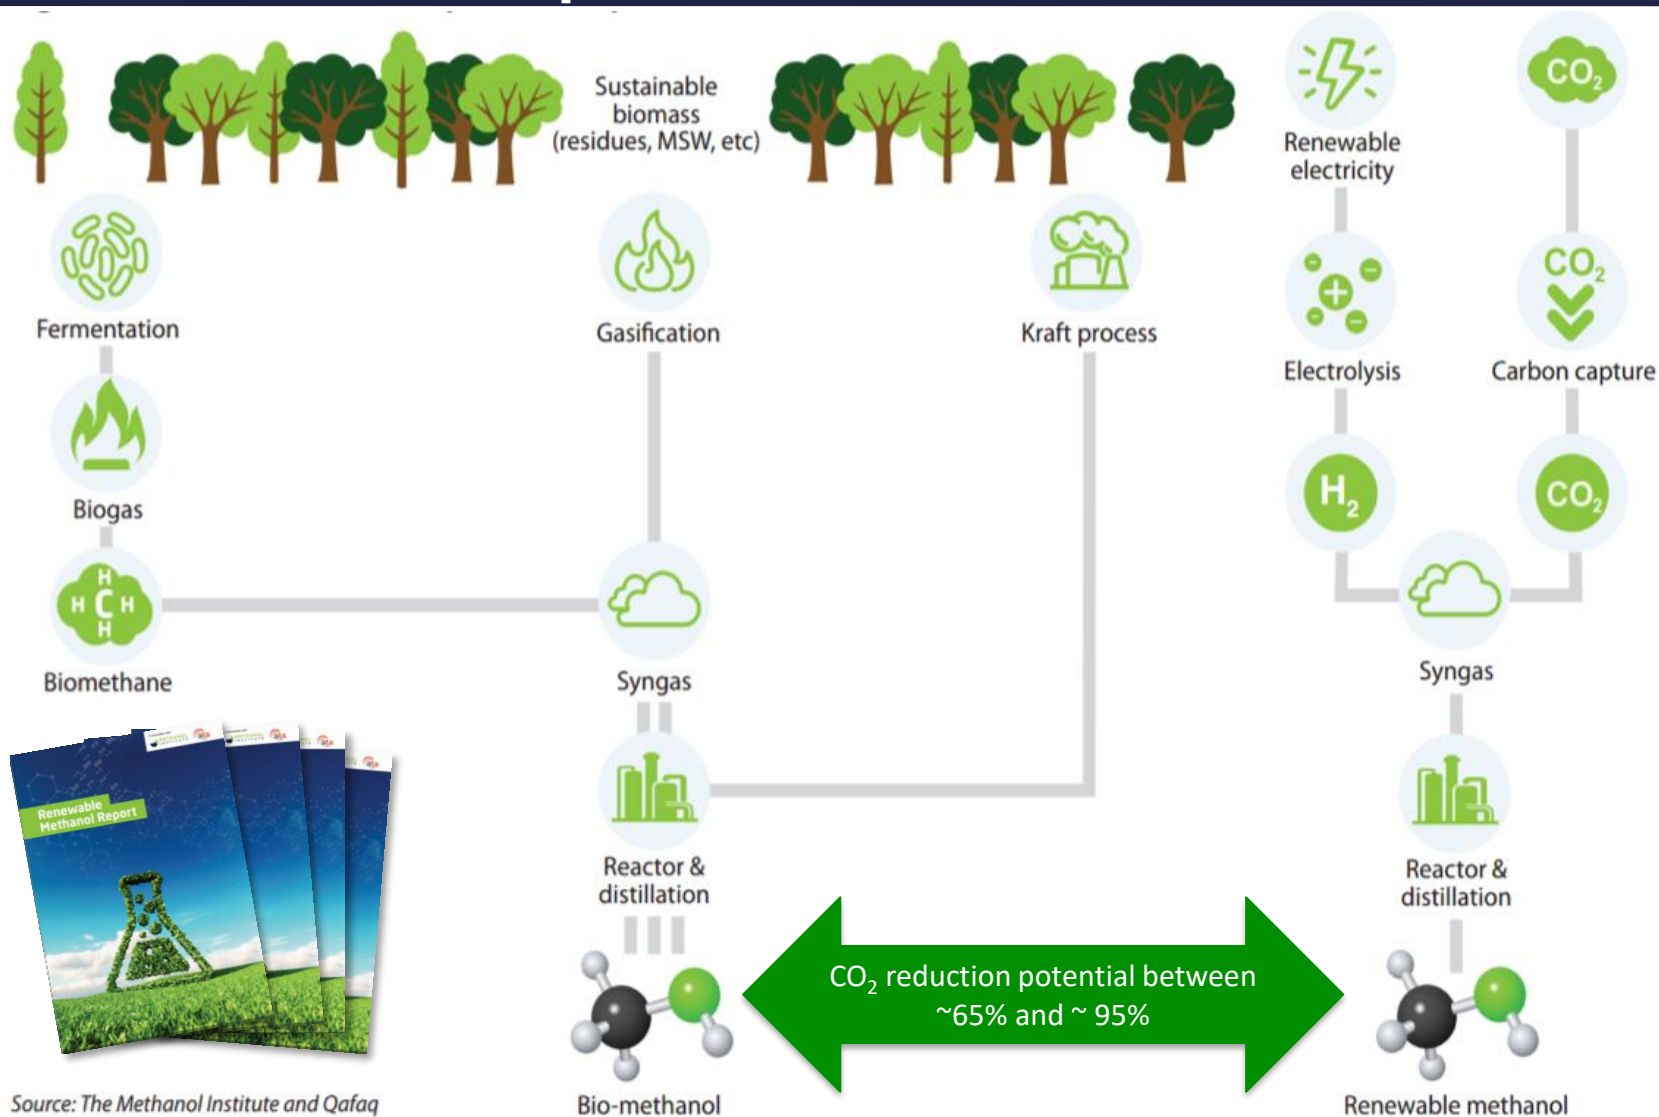 Sustainable
biomass
(residues, MSW, etc)
Renewable
electricity
CO₂
Fermentation
Gasification
Kraft process
Electrolysis
CO₂
Carbon capture
Biogas
H₂
CO₂
H
H C H
H
Biomethane
Syngas
Syngas
Renewable
Methanol Report
Reactor &
distillation
Reactor &
distillation
CO₂ reduction potential between
~65% and ~ 95%
Source: The Methanol Institute and Qafaq
Bio-methanol
Renewable methanol